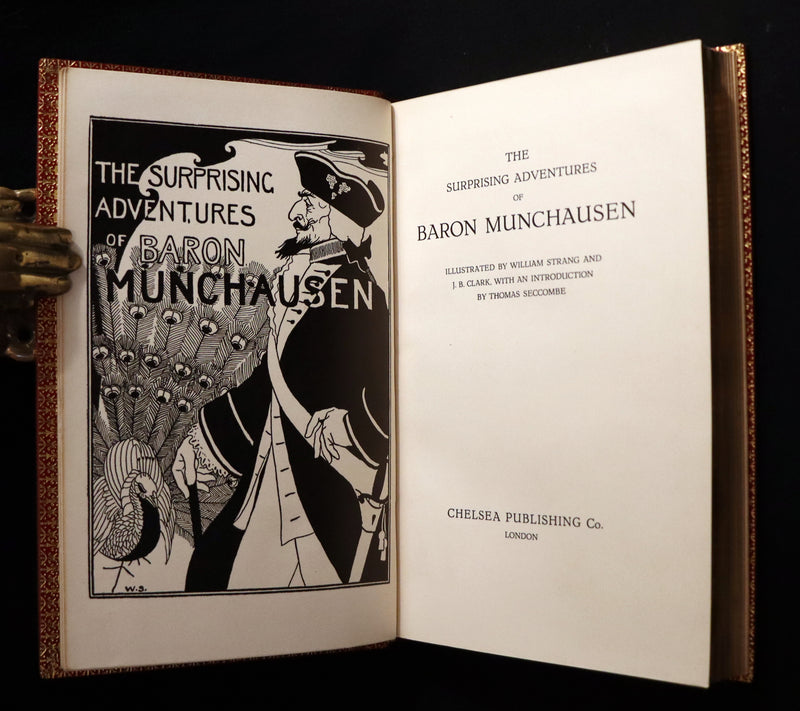 THE SURPRISING
ADVENTURES
OF BARON
MUNCHAUSEN
W.S.
THE
SURPRISING ADVENTURES
OF
BARON MUNCHAUSEN
ILLUSTRATED BY WILLIAM STRANG AND
J. B. CLARK, WITH AN INTRODUCTION
BY THOMAS SECCOMBE
CHELSEA PUBLISHING Co.
LONDON